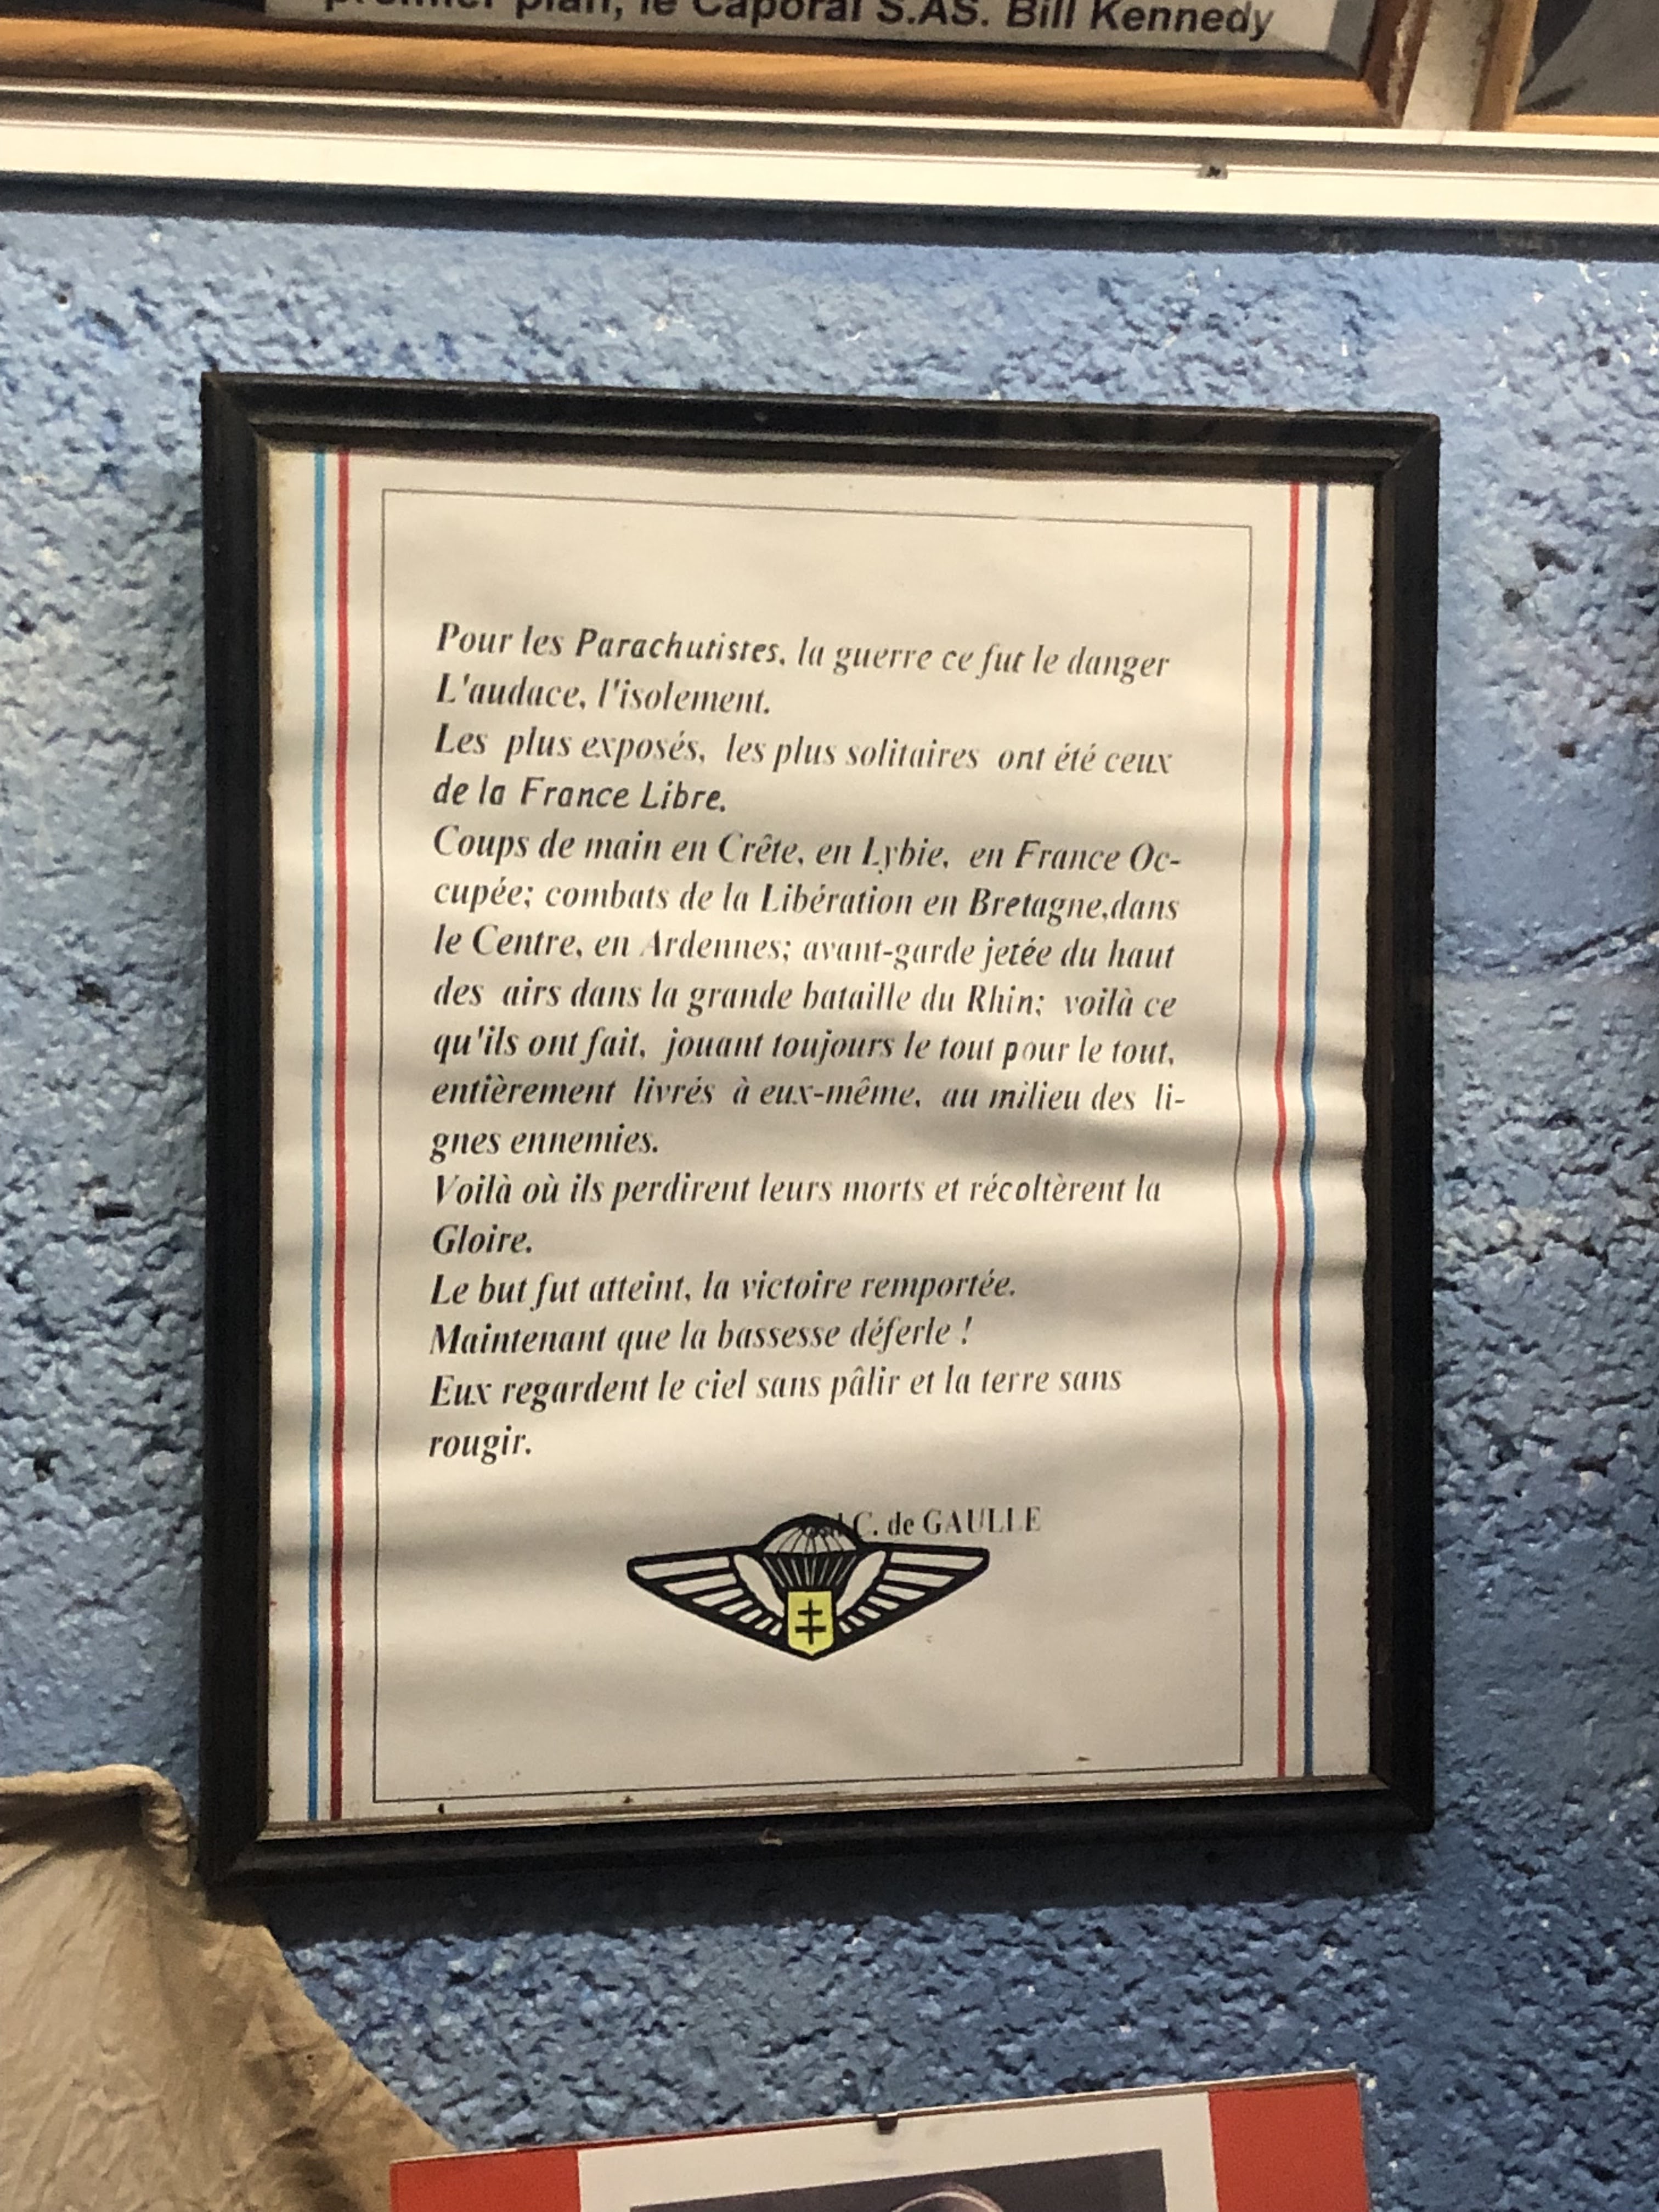 premier plan, le Caporal S.AS. Bill Kennedy
Pour les Parachutistes, la guerre ce fut le danger
L'audace, l'isolement.
Les plus exposés, les plus solitaires ont été ceux
de la France Libre.
Coups de main en Crête, en Lybie, en France Oc-
cupée; combats de la Libération en Bretagne,dans
le Centre, en Ardennes; avant-garde jetée du haut
des airs dans la grande bataille du Rhin; voilà ce
qu'ils ont fait, jouant toujours le tout pour le tout,
entièrement livrés à eux-même, au milieu des li-
gnes ennemies.
Voilà où ils perdirent leurs morts et récoltèrent la
Gloire.
Le but fut atteint, la victoire remportée.
Maintenant que la bassesse déferle !
Eux regardent le ciel sans pâlir et la terre sans
rougir.
C. de GAULLE